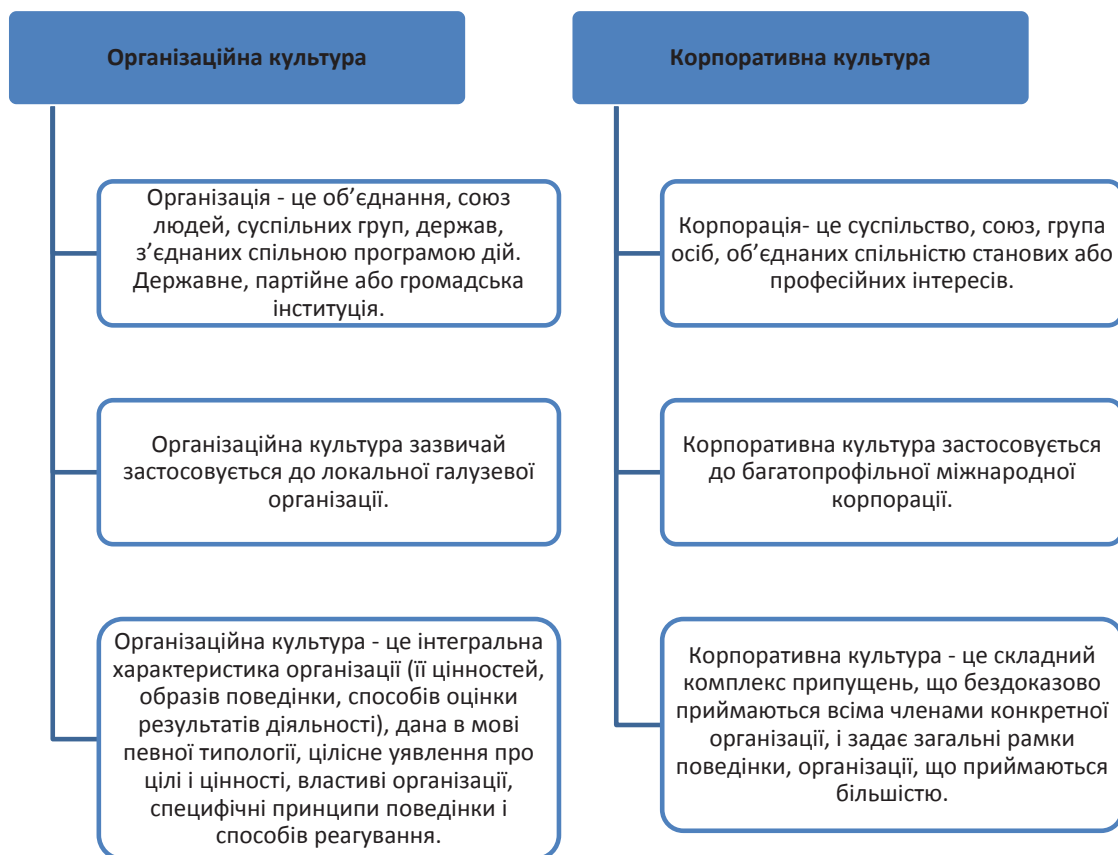 Організаційна культура
Організація - це об’єднання, союз
людей, суспільних груп, держав,
з’єднаних спільною програмою дій.
Державне, партійне або громадська
інституція.
Організаційна культура зазвичай
застосовується до локальної галузевої
організації.
Організаційна культура - це інтегральна
характеристика організації (її цінностей,
образів поведінки, способів оцінки
результатів діяльності), дана в мові
певної типології, цілісне уявлення про
цілі і цінності, властиві організації,
специфічні принципи поведінки і
способів реагування.
Корпоративна культура
Корпорація- це суспільство, союз, група
осіб, об’єднаних спільністю станових або
професійних інтересів.
Корпоративна культура застосовується
до багатопрофільної міжнародної
корпорації.
Корпоративна культура - це складний
комплекс припущень, що бездоказово
приймаються всіма членами конкретної
організації, і задає загальні рамки
поведінки, організації, що приймаються
більшістю.